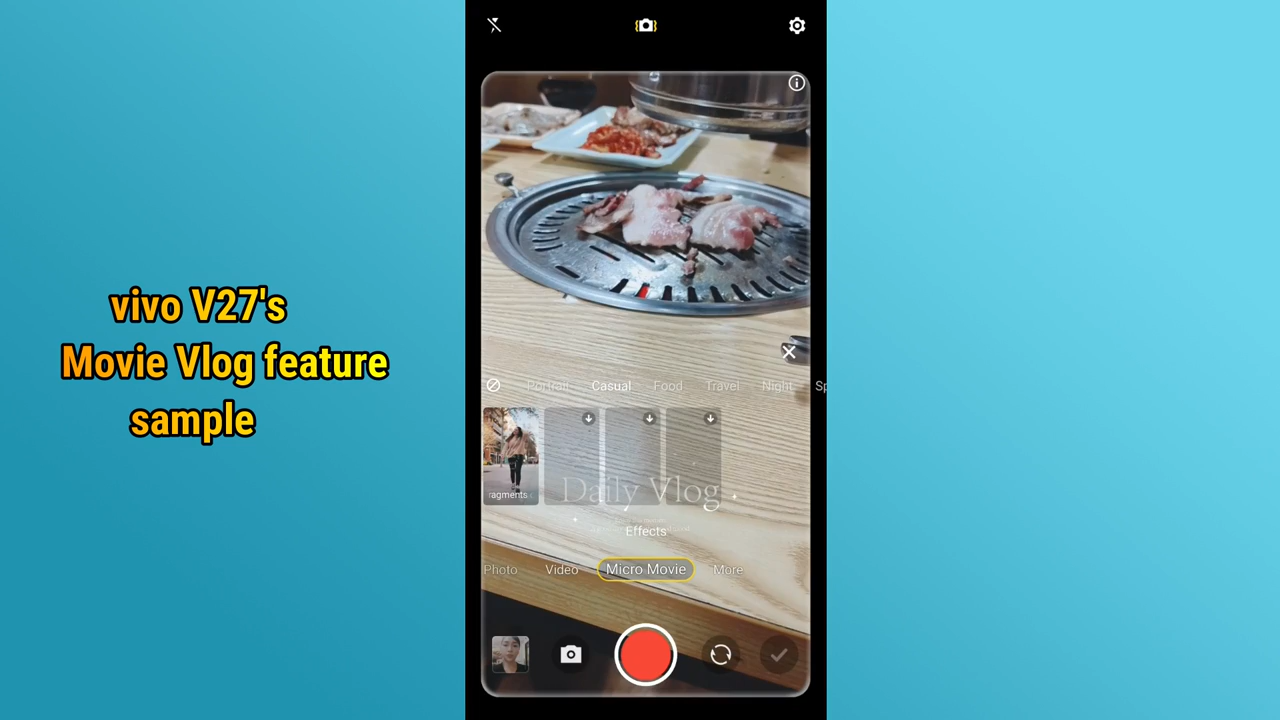 vivo V27's
Movie Vlog feature
sample
Portrait Casual Food Travel Night Sp
ragments
Daily Vlog
Effects
Photo Video Micro Movie More